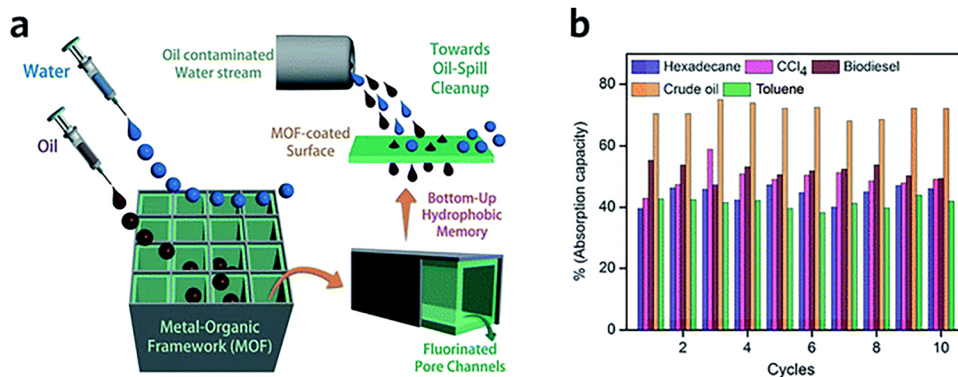 a
Water
Oil
Oil contaminated
Water stream
Towards
Oil-Spill
Cleanup
MOF-coated
Surface
Bottom-Up
Hydrophobic
Memory
Metal-Organic
Framework (MOF)
Fluorinated
Pore Channels
b
Hexadecane CCl4 Biodiesel
Crude oil Toluene
% (Absorption capacity)
80
60
40
20
0
2 4 6 8 10
Cycles